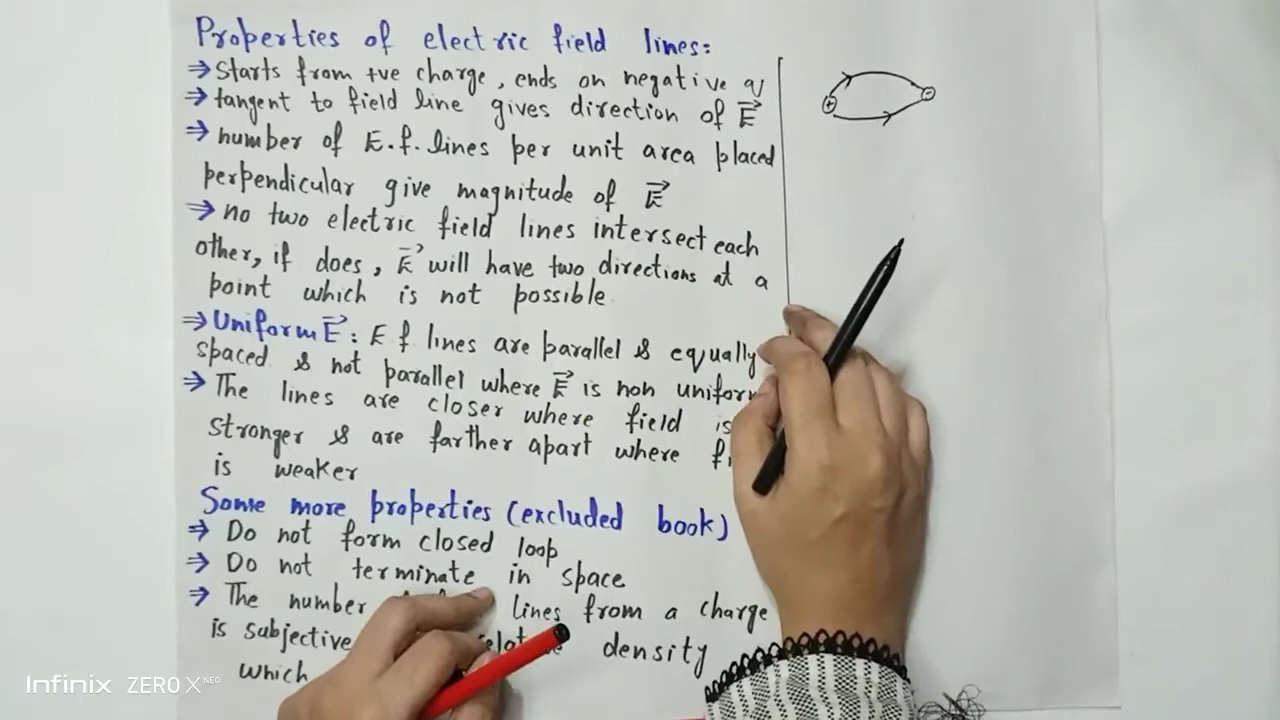 Properties of electric field lines:
⇒ Starts from +ve charge, ends on negative q
⇒ tangent to field line gives direction of E⃗
⇒ number of E.f. lines per unit area placed
perpendicular give magnitude of E⃗
⇒ no two electric field lines intersect each
other, if does, E⃗ will have two directions at a
point which is not possible.
⇒ Uniform E⃗: E f lines are parallel & equally
spaced & not parallel where E⃗ is non uniform
⇒ The lines are closer where field is
stronger & are farther apart where
is weaker
Some more properties (excluded book)
⇒ Do not form closed loop
⇒ Do not terminate in space
⇒ The number lines from a charge
is subjective density
which
+
-
Infinix ZERO X NEO